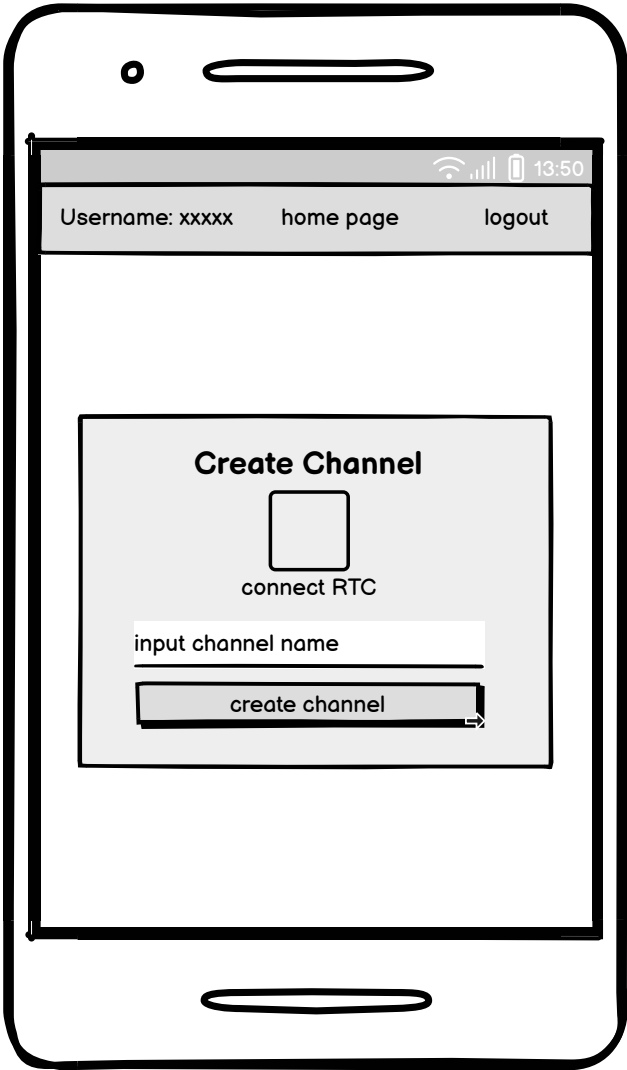 13:50
Username: xxxxx home page logout
Create Channel
connect RTC
input channel name
create channel